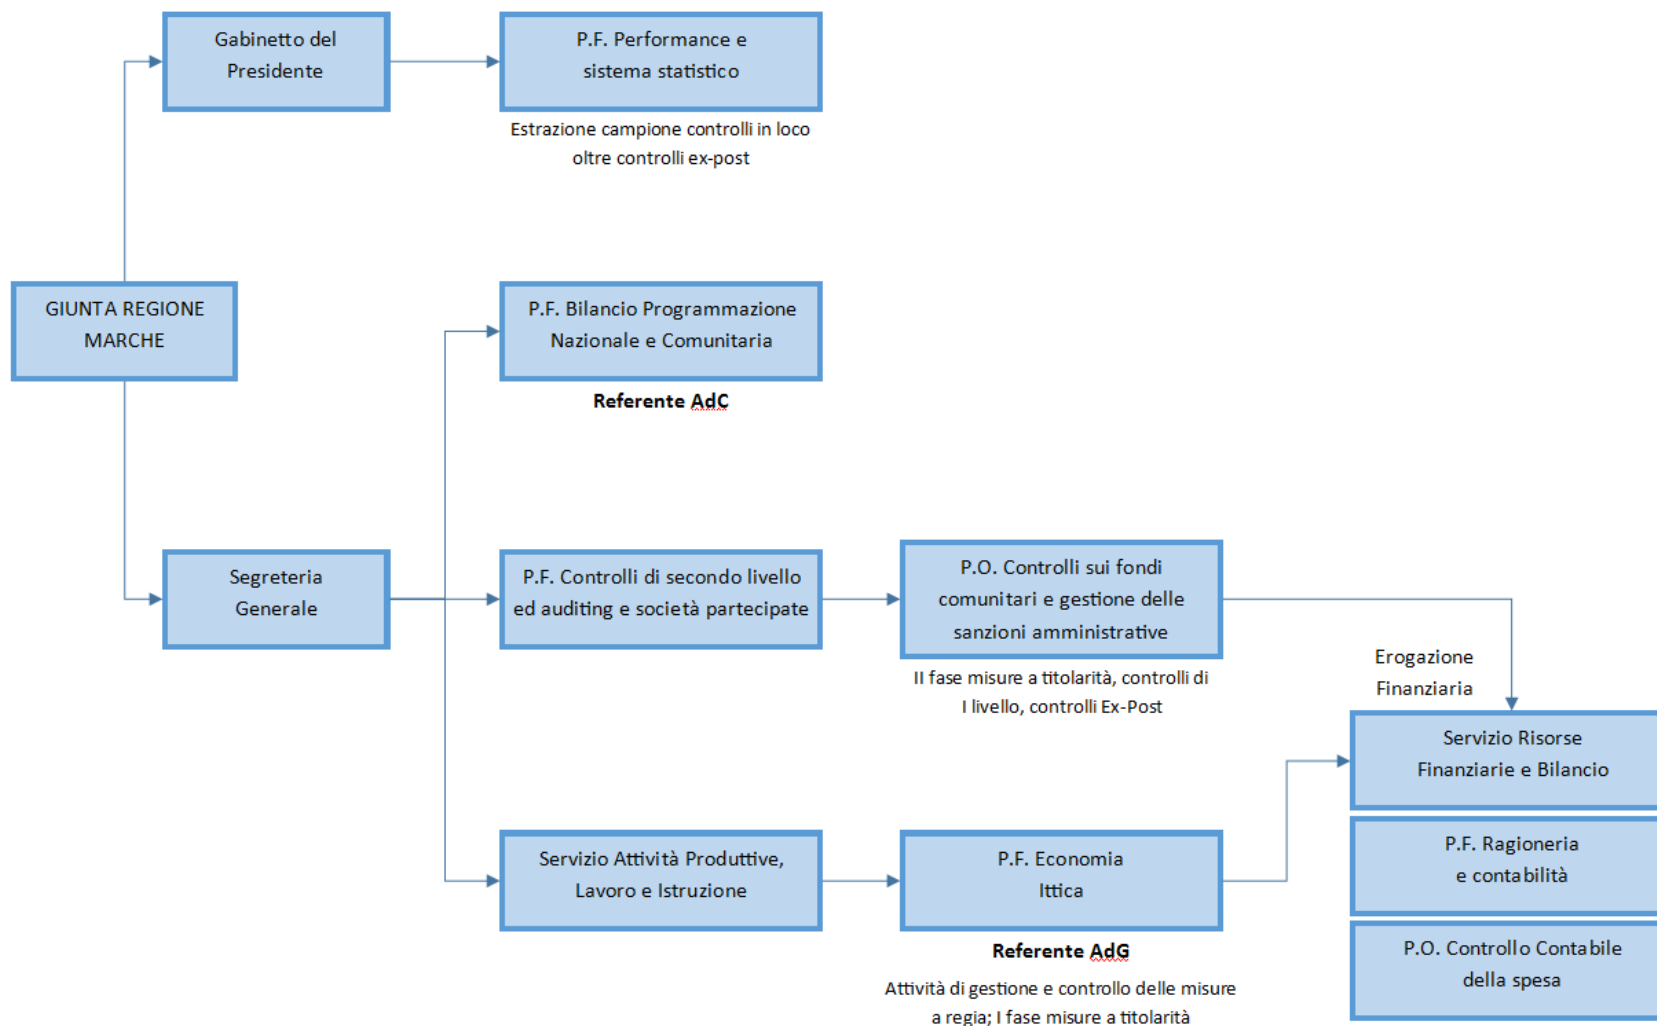 Gabinetto del
Presidente
P.F. Performance e
sistema statistico
Estrazione campione controlli in loco
oltre controlli ex-post
GIUNTA REGIONE
MARCHE
P.F. Bilancio Programmazione
Nazionale e Comunitaria
Referente AdC
Segreteria
Generale
P.F. Controlli di secondo livello
ed auditing e società partecipate
P.O. Controlli sui fondi
comunitari e gestione delle
sanzioni amministrative
II fase misure a titolarità, controlli di
I livello, controlli Ex-Post
Erogazione
Finanziaria
Servizio Risorse
Finanziarie e Bilancio
P.F. Ragioneria
e contabilità
P.O. Controllo Contabile
della spesa
Servizio Attività Produttive,
Lavoro e Istruzione
P.F. Economia
Ittica
Referente AdG
Attività di gestione e controllo delle misure
a regia; I fase misure a titolarità